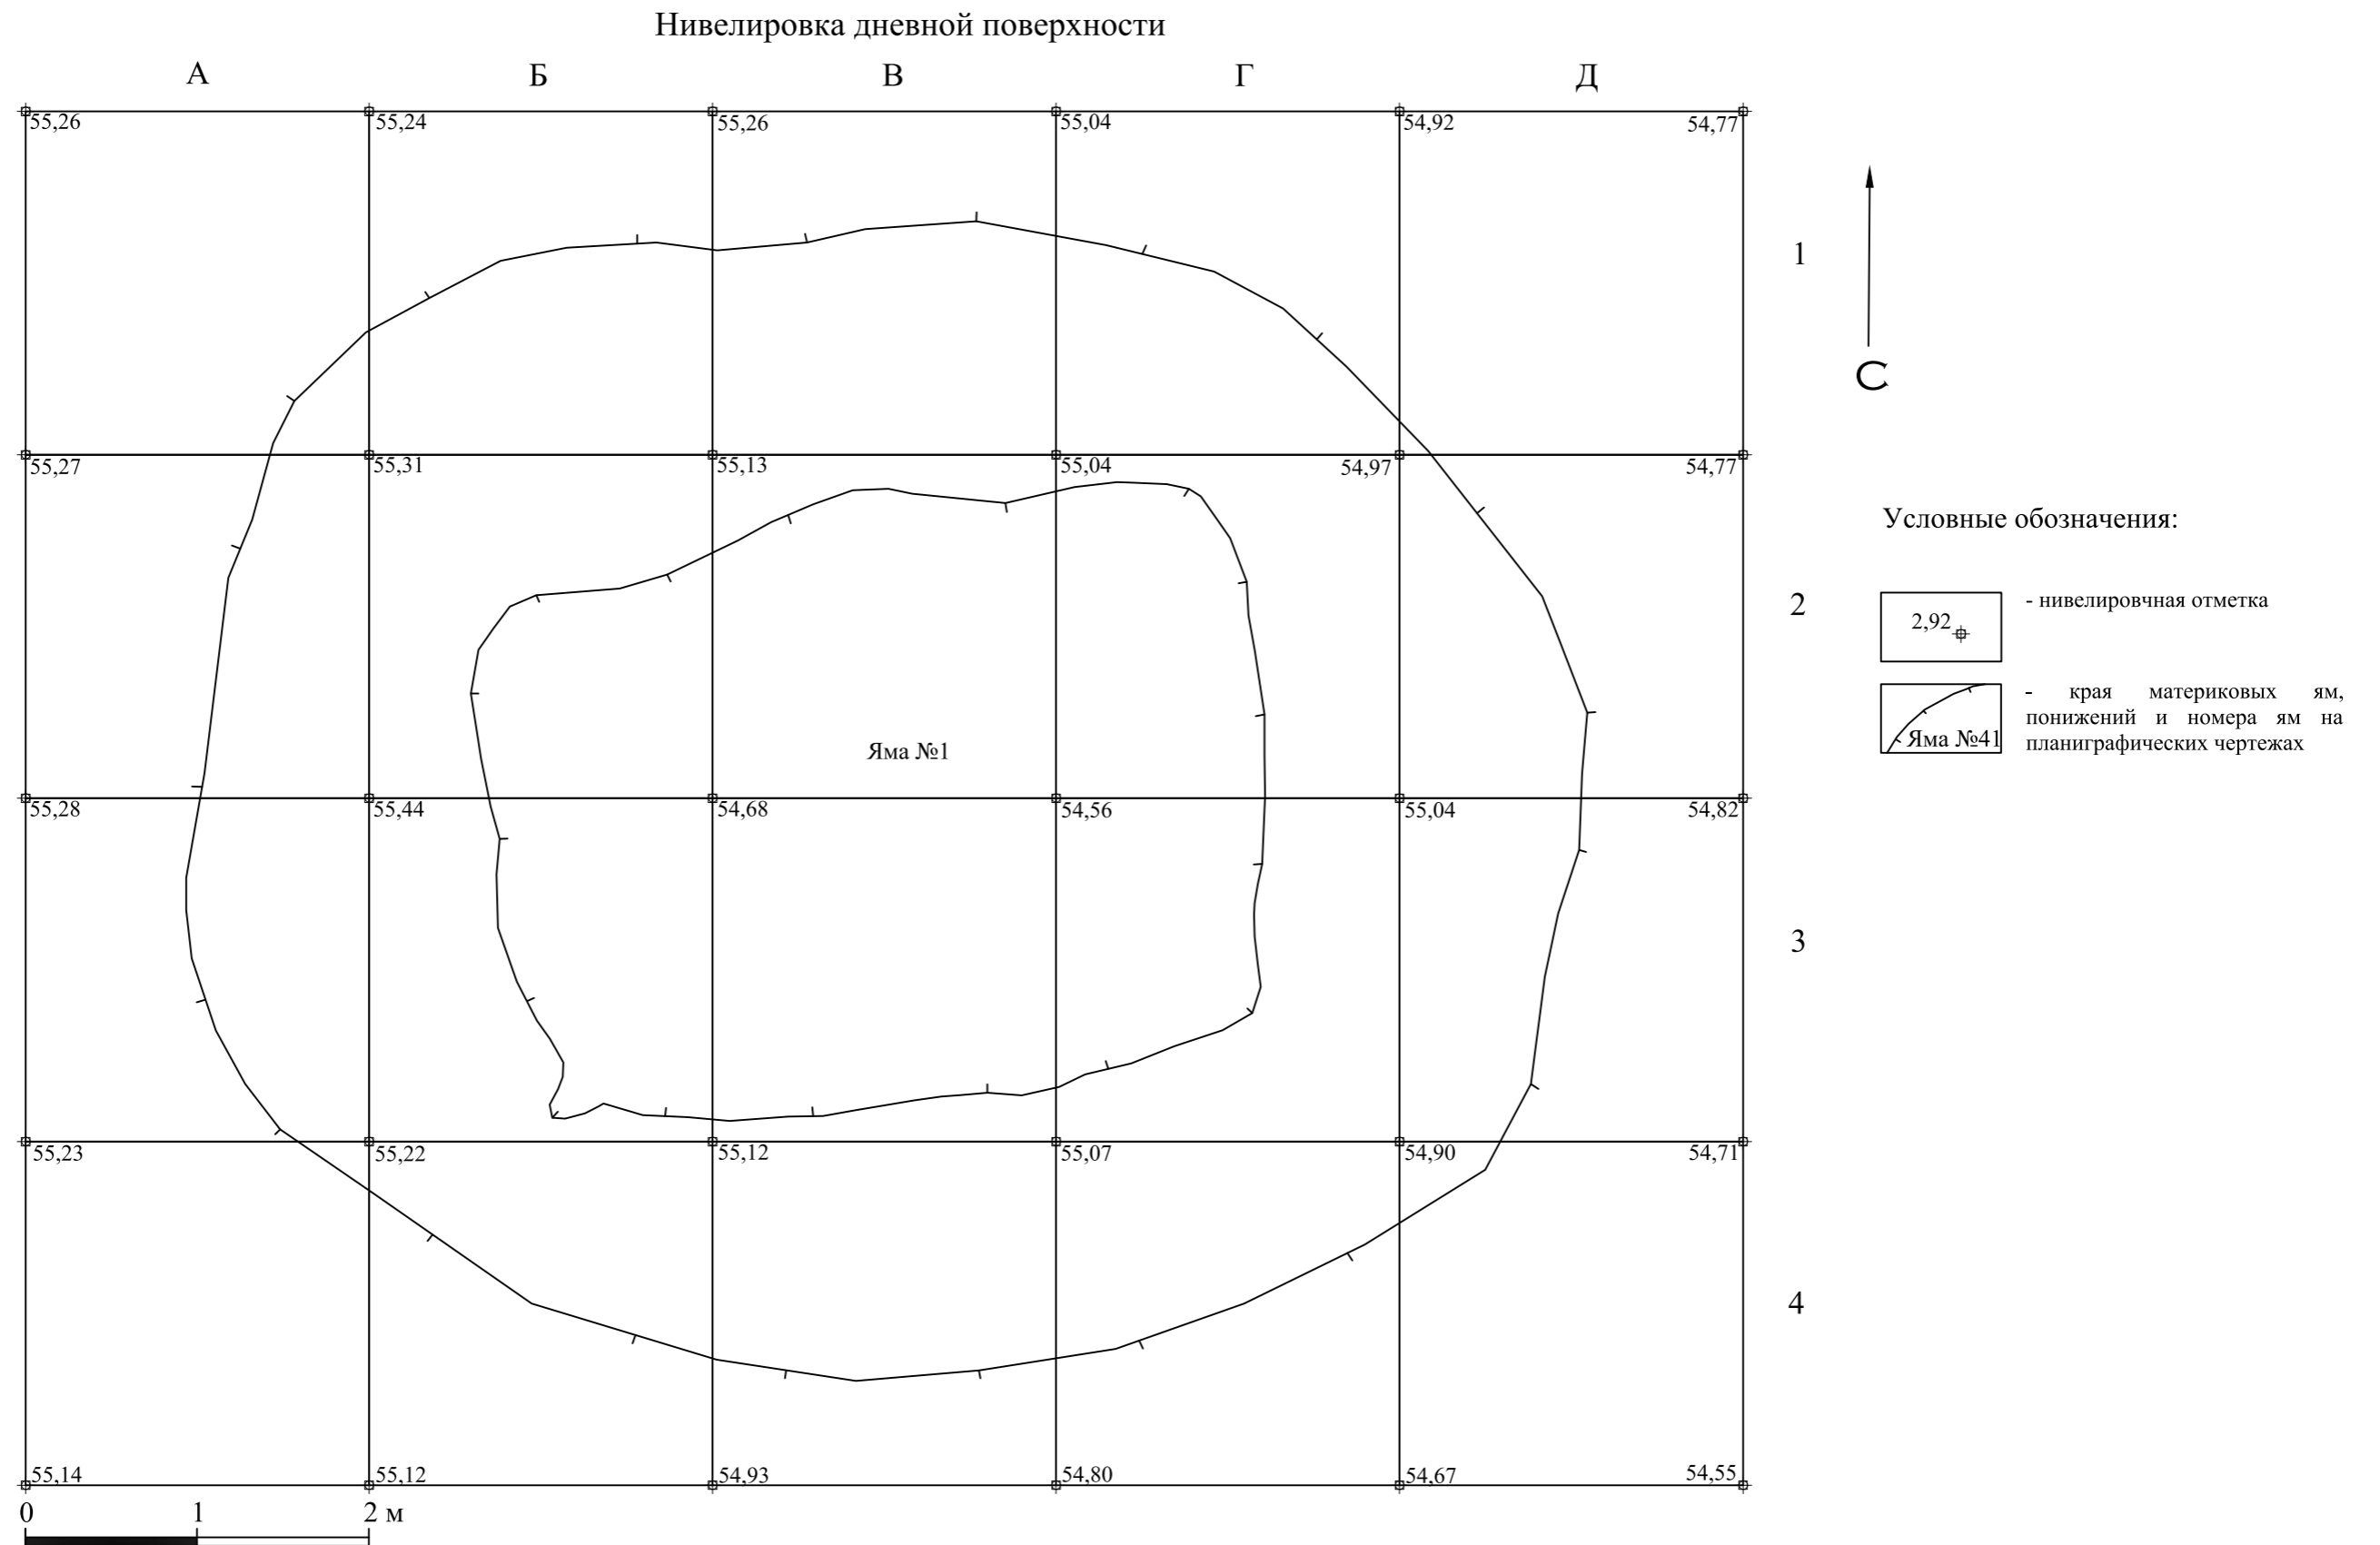 Нивелировка дневной поверхности
А Б В Г Д
55,26 55,24 55,26 55,04 54,92 54,77
1
С
55,27 55,31 55,13 55,04 54,97 54,77
Условные обозначения:
2
2,92
- нивелировчная отметка
- края материковых ям,
понижений и номера ям на
планиграфических чертежах
Яма №41
Яма №1
55,28 55,44 54,68 54,56 55,04 54,82
3
55,23 55,22 55,12 55,07 54,90 54,71
4
55,14 55,12 54,93 54,80 54,67 54,55
0 1 2 м